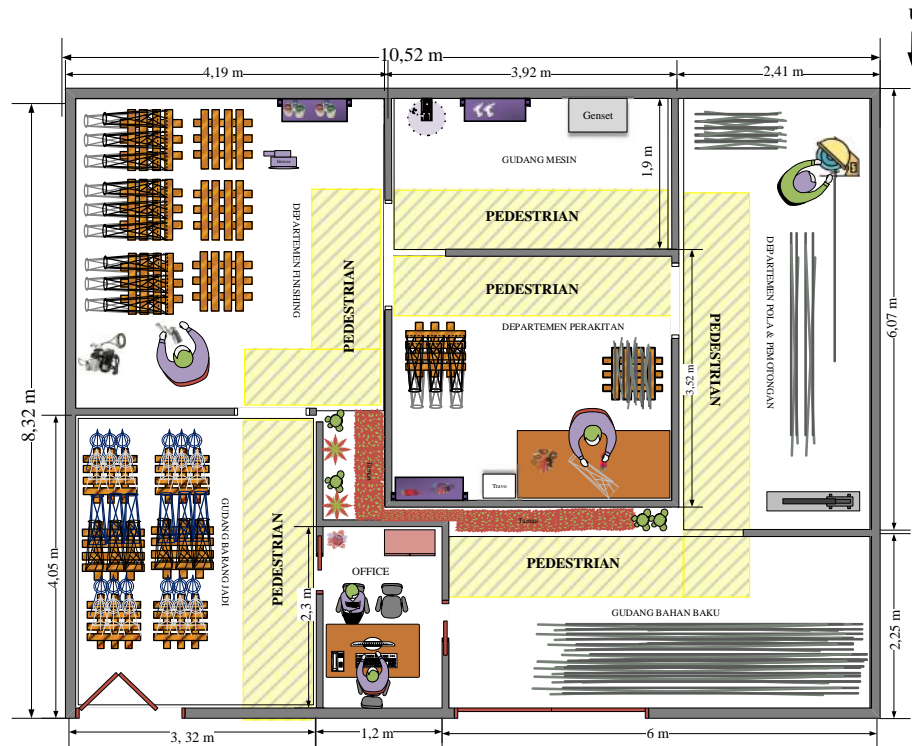 U
10,52 m
4,19 m
3,92 m
2,41 m
Genset
GUDANG MESIN
1,9 m
PEDESTRIAN
DEPARTEMEN FINISHING
PEDESTRIAN
PEDESTRIAN
DEPARTEMEN PERAKITAN
PEDESTRIAN
DEPARTEMEN POLA & PEMOTONGAN
6,07 m
3,52 m
8,32 m
Travo
Taman
Taman
GUDANG BARANG JADI
PEDESTRIAN
4,05 m
2,3 m
OFFICE
PEDESTRIAN
GUDANG BAHAN BAKU
2,25 m
3, 32 m
1,2 m
6 m